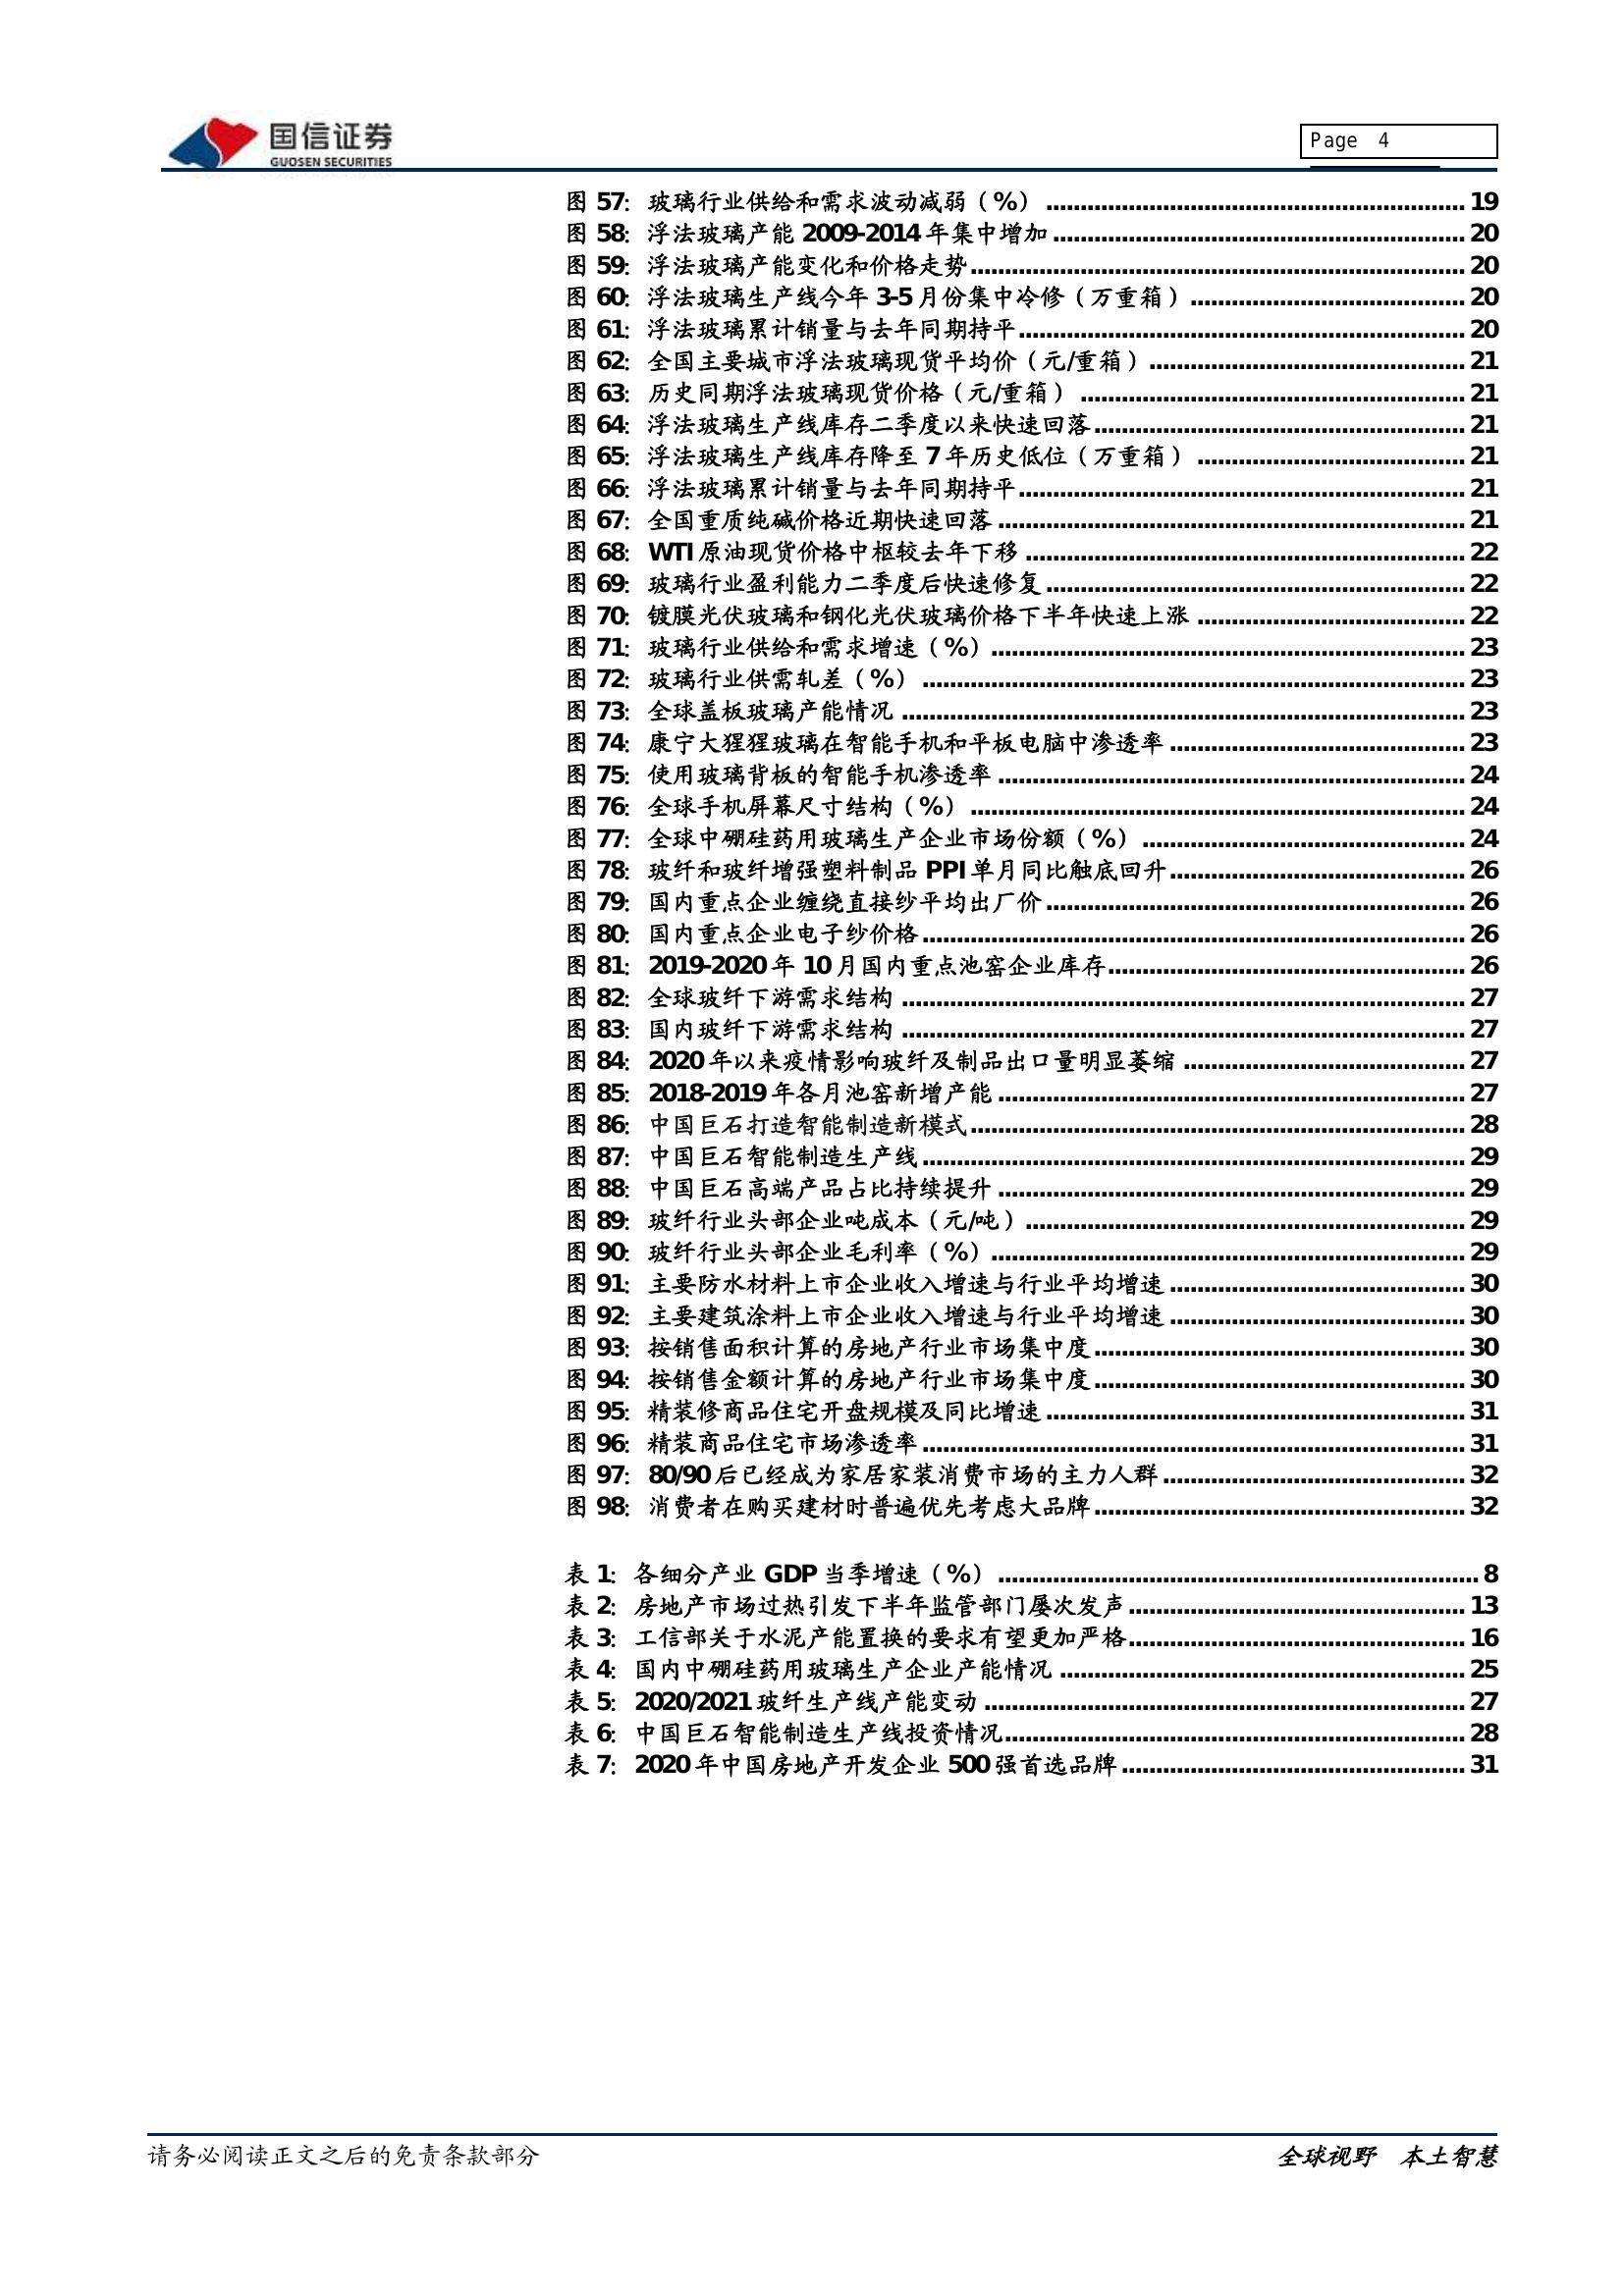 国信证券
GUOSEN SECURITIES
Page 4
图 57: 玻璃行业供给和需求波动减弱（%） 19
图 58: 浮法玻璃产能 2009-2014 年集中增加 20
图 59: 浮法玻璃产能变化和价格走势 20
图 60: 浮法玻璃生产线今年 3-5 月份集中冷修（万重箱） 20
图 61: 浮法玻璃累计销量与去年同期持平 20
图 62: 全国主要城市浮法玻璃现货平均价（元/重箱） 21
图 63: 历史同期浮法玻璃现货价格（元/重箱） 21
图 64: 浮法玻璃生产线库存二季度以来快速回落 21
图 65: 浮法玻璃生产线库存降至 7 年历史低位（万重箱） 21
图 66: 浮法玻璃累计销量与去年同期持平 21
图 67: 全国重质纯碱价格近期快速回落 21
图 68: WTI 原油现货价格中枢较去年下移 22
图 69: 玻璃行业盈利能力二季度后快速修复 22
图 70: 镀膜光伏玻璃和钢化光伏玻璃价格下半年快速上涨 22
图 71: 玻璃行业供给和需求增速（%） 23
图 72: 玻璃行业供需轧差（%） 23
图 73: 全球盖板玻璃产能情况 23
图 74: 康宁大猩猩玻璃在智能手机和平板电脑中渗透率 23
图 75: 使用玻璃背板的智能手机渗透率 24
图 76: 全球手机屏幕尺寸结构（%） 24
图 77: 全球中硼硅药用玻璃生产企业市场份额（%） 24
图 78: 玻纤和玻纤增强塑料制品 PPI 单月同比触底回升 26
图 79: 国内重点企业缠绕直接纱平均出厂价 26
图 80: 国内重点企业电子纱价格 26
图 81: 2019-2020 年 10 月国内重点池窑企业库存 26
图 82: 全球玻纤下游需求结构 27
图 83: 国内玻纤下游需求结构 27
图 84: 2020 年以来疫情影响玻纤及制品出口量明显萎缩 27
图 85: 2018-2019 年各月池窑新增产能 27
图 86: 中国巨石打造智能制造新模式 28
图 87: 中国巨石智能制造生产线 29
图 88: 中国巨石高端产品占比持续提升 29
图 89: 玻纤行业头部企业吨成本（元/吨） 29
图 90: 玻纤行业头部企业毛利率（%） 29
图 91: 主要防水材料上市企业收入增速与行业平均增速 30
图 92: 主要建筑涂料上市企业收入增速与行业平均增速 30
图 93: 按销售面积计算的房地产行业市场集中度 30
图 94: 按销售金额计算的房地产行业市场集中度 30
图 95: 精装修商品住宅开盘规模及同比增速 31
图 96: 精装商品住宅市场渗透率 31
图 97: 80/90 后已经成为家居家装消费市场的主力人群 32
图 98: 消费者在购买建材时普遍优先考虑大品牌 32
表 1: 各细分产业 GDP 当季增速（%） 8
表 2: 房地产市场过热引发下半年监管部门屡次发声 13
表 3: 工信部关于水泥产能置换的要求有望更加严格 16
表 4: 国内中硼硅药用玻璃生产企业产能情况 25
表 5: 2020/2021 玻纤生产线产能变动 27
表 6: 中国巨石智能制造生产线投资情况 28
表 7: 2020 年中国房地产开发企业 500 强首选品牌 31
请务必阅读正文之后的免责条款部分
全球视野 本土智慧